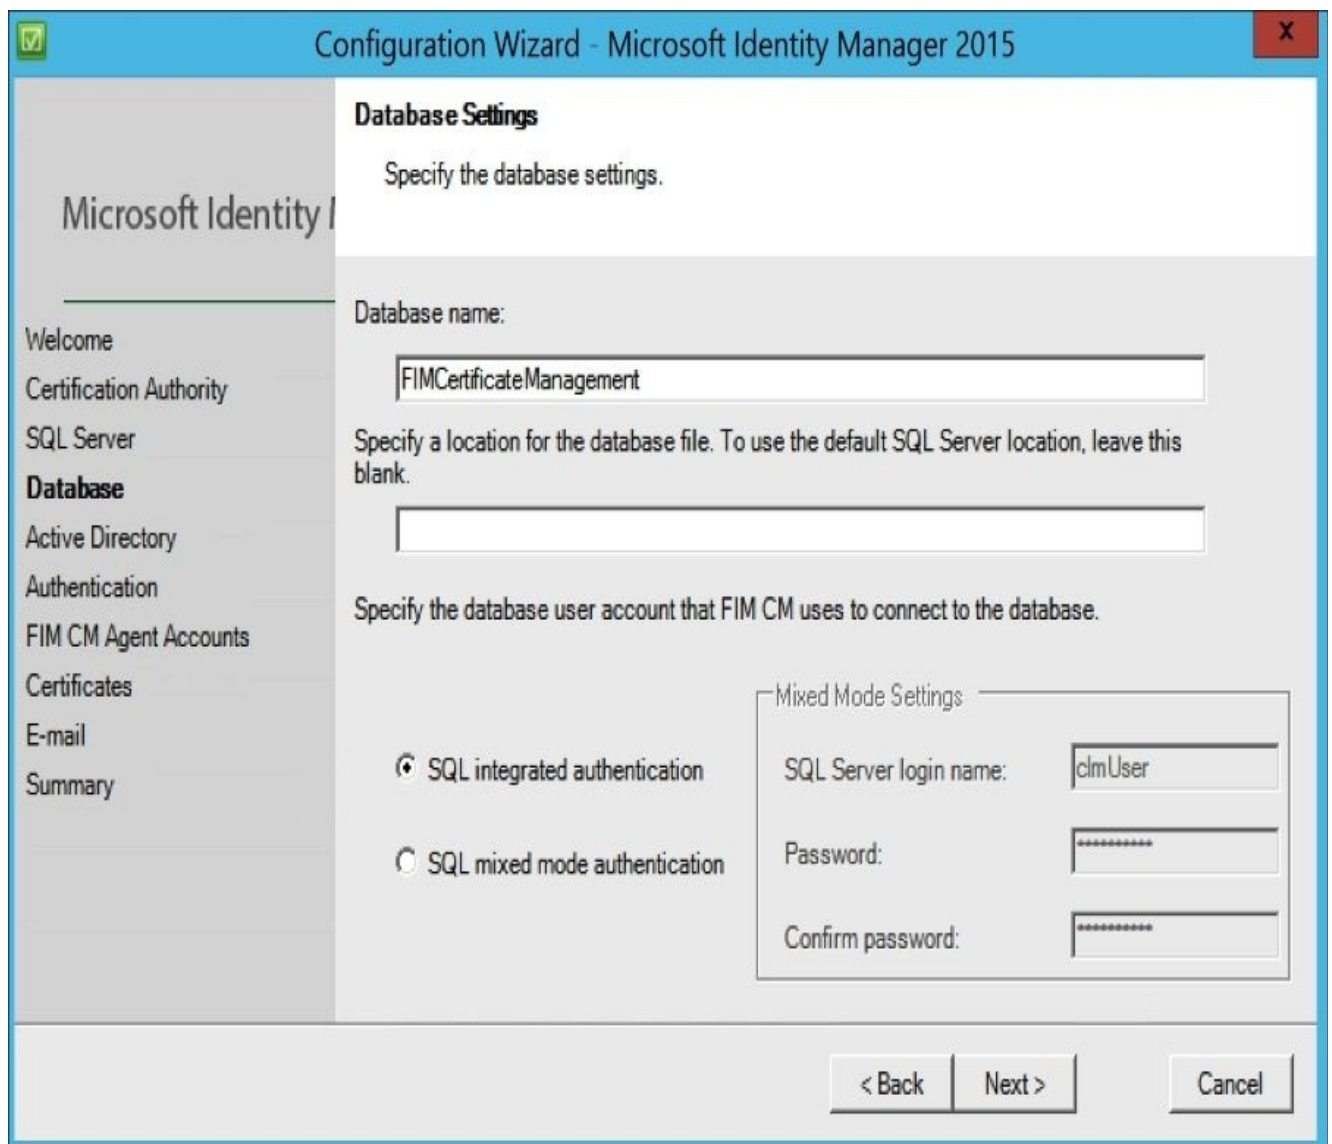 Configuration Wizard - Microsoft Identity Manager 2015
X
Database Settings
Specify the database settings.
Microsoft Identity
Welcome
Certification Authority
SQL Server
Database
Active Directory
Authentication
FIM CM Agent Accounts
Certificates
E-mail
Summary
Database name:
FIMCertificateManagement
Specify a location for the database file. To use the default SQL Server location, leave this
blank.
Specify the database user account that FIM CM uses to connect to the database.
SQL integrated authentication
SQL mixed mode authentication
Mixed Mode Settings
SQL Server login name:
clmUser
Password:
**********
Confirm password:
**********
< Back
Next >
Cancel